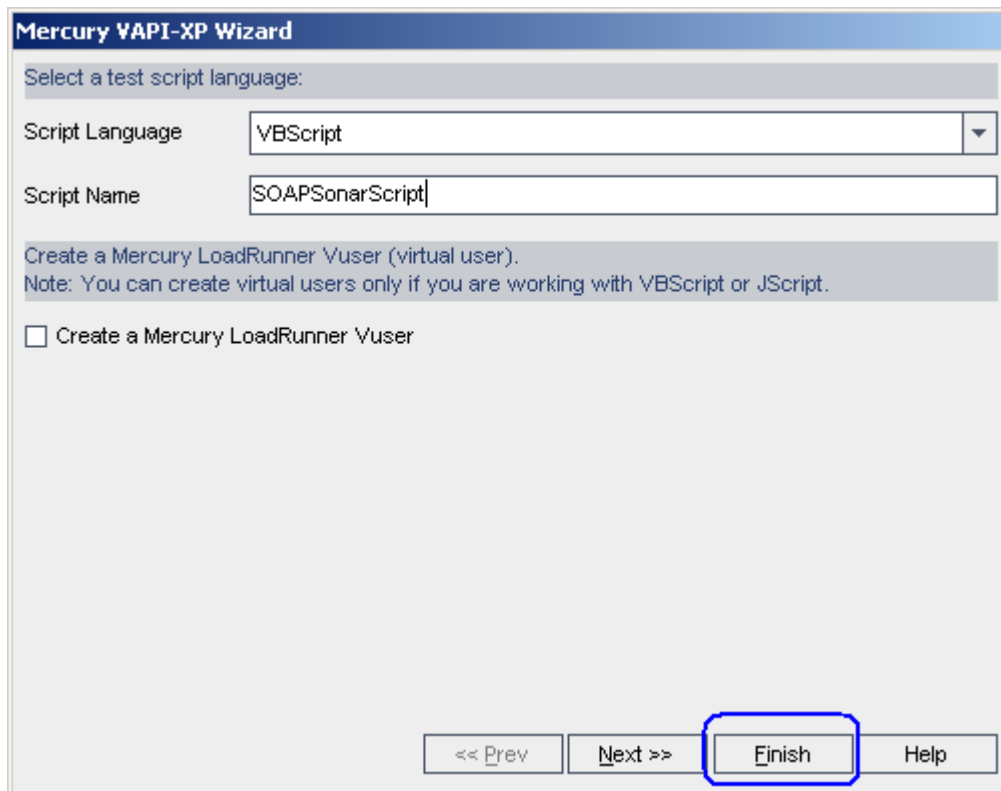 Mercury VAPI-XP Wizard
Select a test script language:
Script Language VBScript
Script Name SOAPSonarScript
Create a Mercury LoadRunner Vuser (virtual user).
Note: You can create virtual users only if you are working with VBScript or JScript.
Create a Mercury LoadRunner Vuser
<< Prev Next >> Finish Help